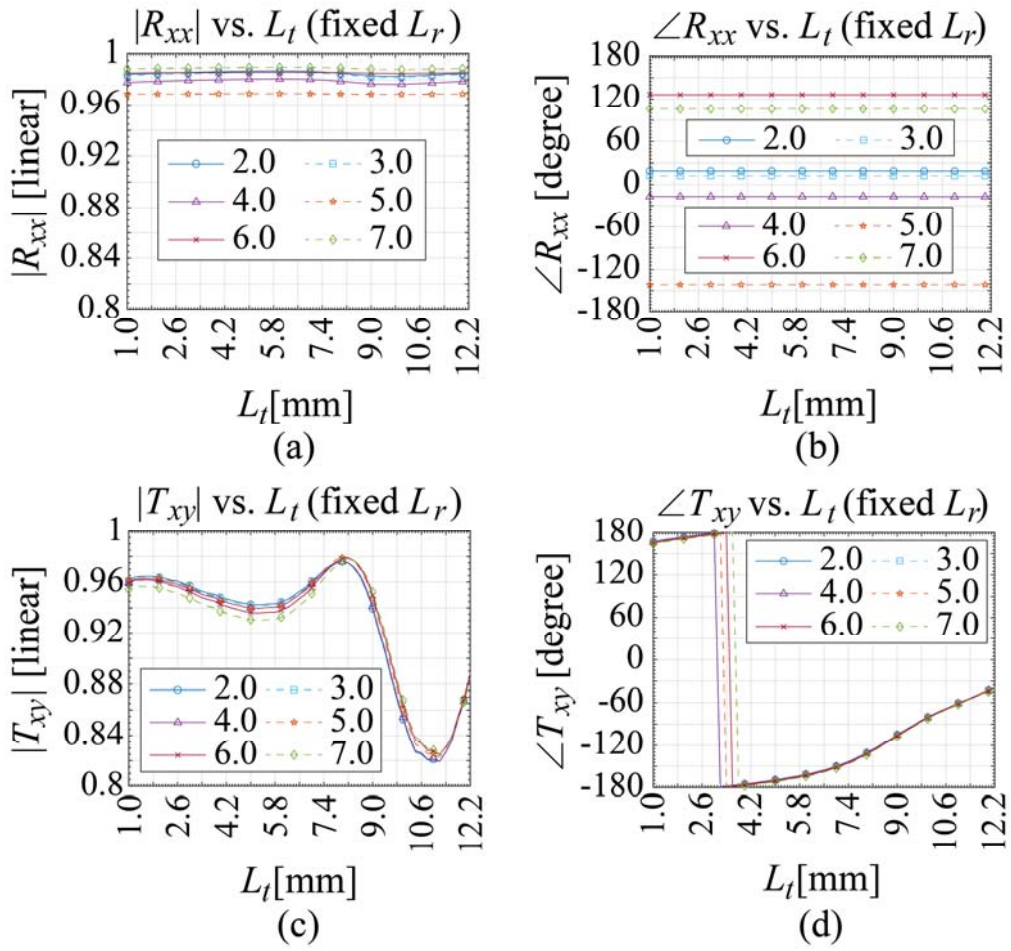 |Rxx| vs. Lt (fixed Lr)
1
0.96
0.92
0.88
0.84
0.8
|Rxx| [linear]
2.0 3.0
4.0 5.0
6.0 7.0
1.0 2.6 4.2 5.8 7.4 9.0 10.6 12.2
Lt[mm]
(a)
∠Rxx vs. Lt (fixed Lr)
180
120
60
0
-60
-120
-180
∠Rxx [degree]
2.0 3.0
4.0 5.0
6.0 7.0
1.0 2.6 4.2 5.8 7.4 9.0 10.6 12.2
Lt[mm]
(b)
|Txy| vs. Lt (fixed Lr)
1
0.96
0.92
0.88
0.84
0.8
|Txy| [linear]
2.0 3.0
4.0 5.0
6.0 7.0
1.0 2.6 4.2 5.8 7.4 9.0 10.6 12.2
Lt[mm]
(c)
∠Txy vs. Lt (fixed Lr)
180
120
60
0
-60
-120
-180
∠Txy [degree]
2.0 3.0
4.0 5.0
6.0 7.0
1.0 2.6 4.2 5.8 7.4 9.0 10.6 12.2
Lt[mm]
(d)